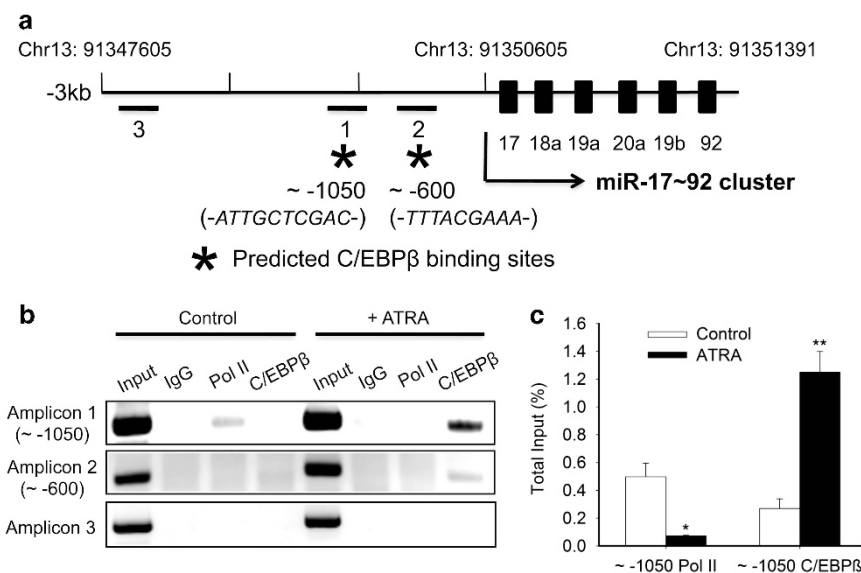 a
Chr13: 91347605 Chr13: 91350605 Chr13: 91351391
-3kb
3 1 2 17 18a 19a 20a 19b 92
* *
~ -1050 ~ -600 miR-17~92 cluster
(-ATTGCTCGAC-) (-TTTACGAAA-)
* Predicted C/EBPβ binding sites
b
Control + ATRA
Input IgG Pol II C/EBPβ Input IgG Pol II C/EBPβ
Amplicon 1
(~ -1050)
Amplicon 2
(~ -600)
Amplicon 3
c
Total Input (%)
1.6
1.4
1.2
1.0
0.8
0.6
0.4
0.2
0.0
Control
ATRA
**
*
~ -1050 Pol II ~ -1050 C/EBPß